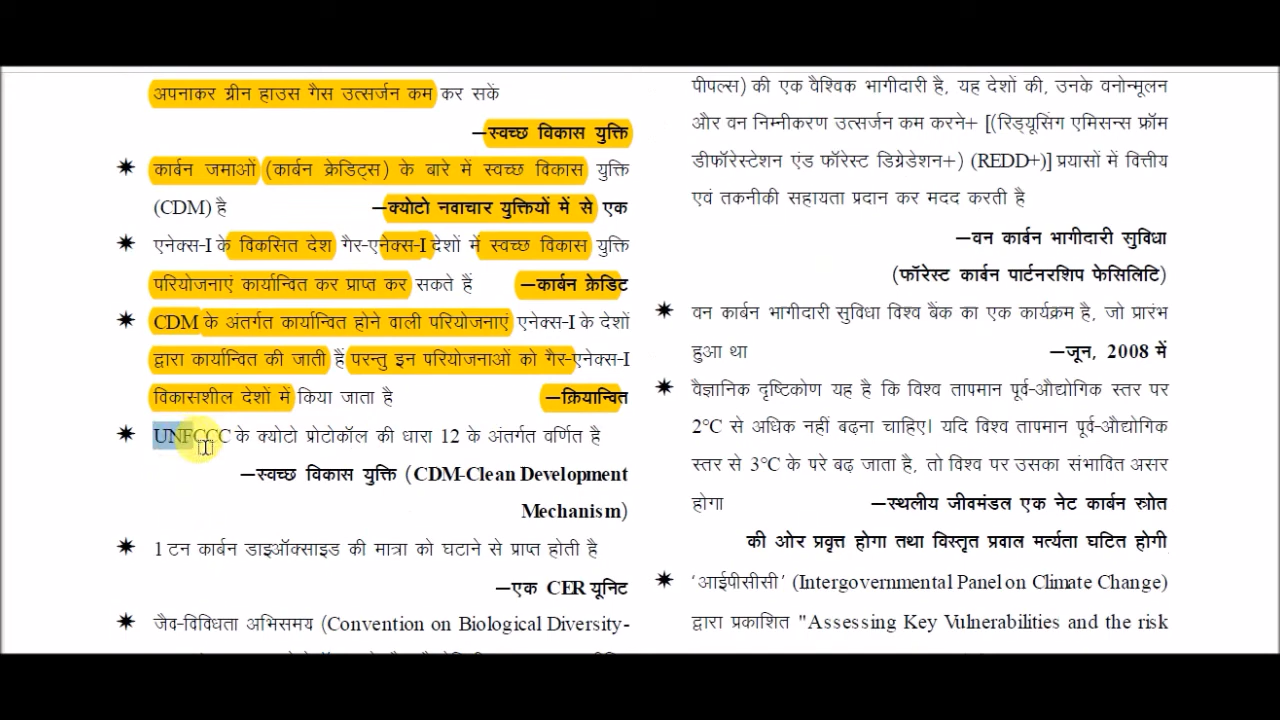 अपनाकर ग्रीन हाउस गैस उत्सर्जन कम कर सकें
—स्वच्छ विकास युक्ति
✷ कार्बन जमाओं (कार्बन क्रेडिट्स) के बारे में स्वच्छ विकास युक्ति
(CDM) है —क्योटो नवाचार युक्तियों में से एक
✷ एनेक्स-I के विकसित देश गैर-एनेक्स-I देशों में स्वच्छ विकास युक्ति
परियोजनाएं कार्यान्वित कर प्राप्त कर सकते हैं —कार्बन क्रेडिट
✷ CDM के अंतर्गत कार्यान्वित होने वाली परियोजनाएं एनेक्स-I के देशों
द्वारा कार्यान्वित की जाती हैं परन्तु इन परियोजनाओं को गैर-एनेक्स-I
विकासशील देशों में किया जाता है —क्रियान्वित
✷ UNFCCC के क्योटो प्रोटोकॉल की धारा 12 के अंतर्गत वर्णित है
—स्वच्छ विकास युक्ति (CDM-Clean Development
Mechanism)
✷ 1 टन कार्बन डाइऑक्साइड की मात्रा को घटाने से प्राप्त होती है
—एक CER यूनिट
✷ जैव-विविधता अभिसमय (Convention on Biological Diversity-
पीपल्स) की एक वैश्विक भागीदारी है, यह देशों की, उनके वनोन्मूलन
और वन निम्नीकरण उत्सर्जन कम करने+ [(रिड्यूसिंग एमिसन्स फ्रॉम
डीफॉरेस्टेशन एंड फॉरेस्ट डिग्रेडेशन+) (REDD+)] प्रयासों में वित्तीय
एवं तकनीकी सहायता प्रदान कर मदद करती है
—वन कार्बन भागीदारी सुविधा
(फॉरेस्ट कार्बन पार्टनरशिप फेसिलिटि)
✷ वन कार्बन भागीदारी सुविधा विश्व बैंक का एक कार्यक्रम है, जो प्रारंभ
हुआ था —जून, 2008 में
✷ वैज्ञानिक दृष्टिकोण यह है कि विश्व तापमान पूर्व-औद्योगिक स्तर पर
2°C से अधिक नहीं बढ़ना चाहिए। यदि विश्व तापमान पूर्व-औद्योगिक
स्तर से 3°C के परे बढ़ जाता है, तो विश्व पर उसका संभावित असर
होगा —स्थलीय जीवमंडल एक नेट कार्बन स्त्रोत
की ओर प्रवृत्त होगा तथा विस्तृत प्रवाल मर्त्यता घटित होगी
✷ 'आईपीसीसी' (Intergovernmental Panel on Climate Change)
द्वारा प्रकाशित "Assessing Key Vulnerabilities and the risk